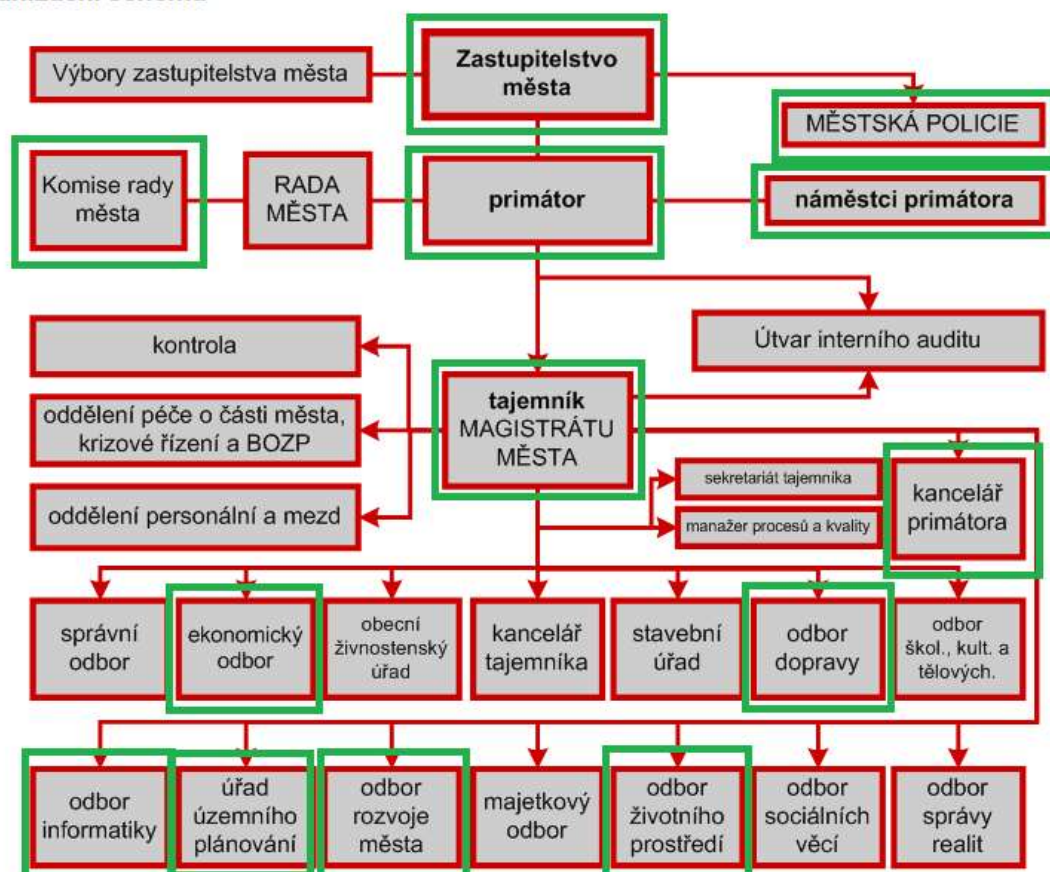 Zastupitelstvo
města
Výbory zastupitelstva města
MĚSTSKÁ POLICIE
Komise rady
města
RADA
MĚSTA
primátor
náměstci primátora
Útvar interního auditu
kontrola
tajemník
MAGISTRÁTU
MĚSTA
oddělení péče o části města,
krizové řízení a BOZP
oddělení personální a mezd
sekretariát tajemníka
manažer procesů a kvality
kancelář
primátora
správní
odbor
ekonomický
odbor
obecní
živnostenský
úřad
kancelář
tajemníka
stavební
úřad
odbor
dopravy
odbor
škol., kult. a
tělových.
odbor
informatiky
úřad
územního
plánování
odbor
rozvoje
města
majetkový
odbor
odbor
životního
prostředí
odbor
sociálních
věcí
odbor
správy
realit